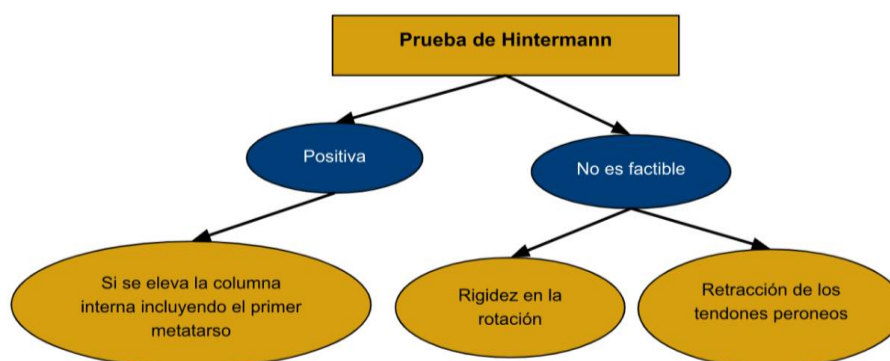 Prueba de Hintermann
Positiva
No es factible
Si se eleva la columna
interna incluyendo el primer
metatarso
Rigidez en la
rotación
Retracción de los
tendones peroneos